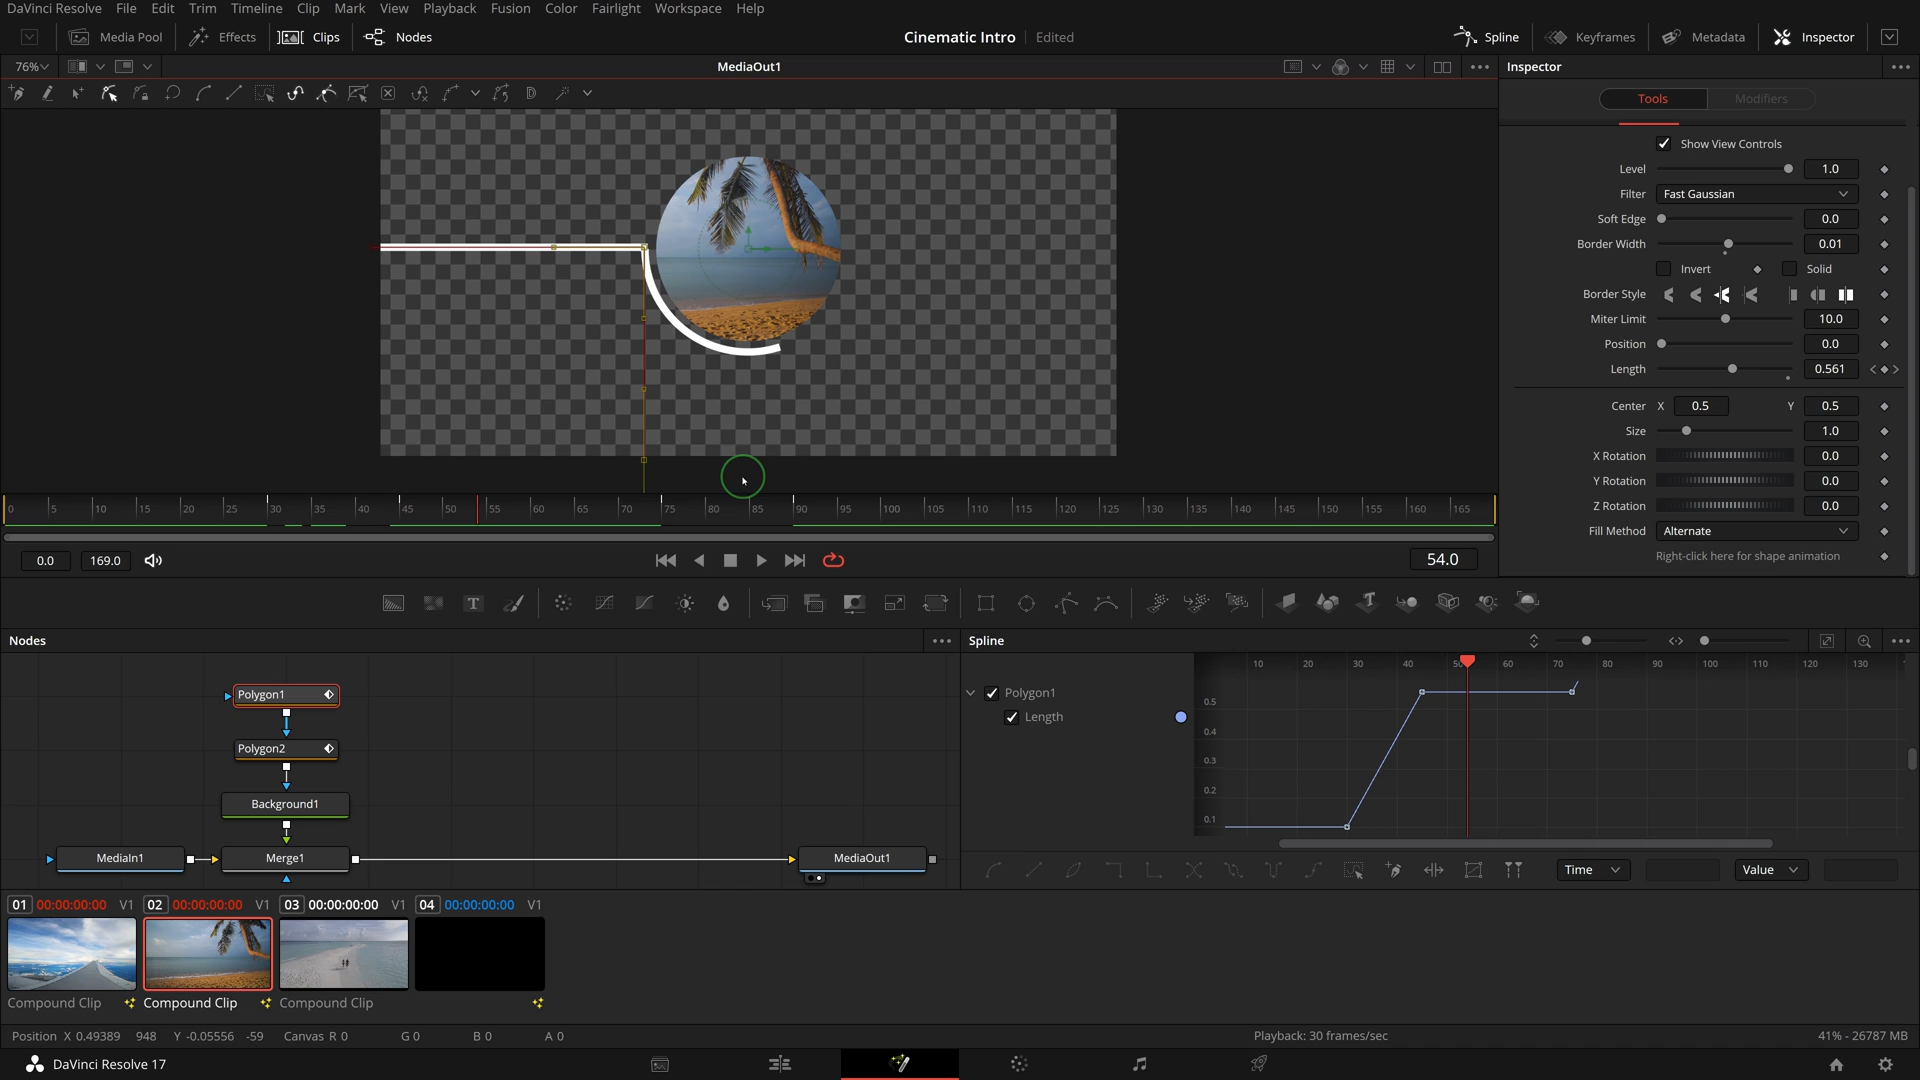 DaVinci Resolve File Edit Trim Timeline Clip Mark View Playback Fusion Color Fairlight Workspace Help
Media Pool Effects Clips Nodes Cinematic Intro Edited Spline Keyframes Metadata Inspector
76% MediaOut1 Inspector
Tools Modifiers
Show View Controls
Level 1.0
Filter Fast Gaussian
Soft Edge 0.0
Border Width 0.01
Invert Solid
Border Style
Miter Limit 10.0
Position 0.0
Length 0.561
Center X 0.5 Y 0.5
Size 1.0
X Rotation 0.0
Y Rotation 0.0
Z Rotation 0.0
Fill Method Alternate
Right-click here for shape animation
0 5 10 15 20 25 30 35 40 45 50 55 60 65 70 75 80 85 90 95 100 105 110 115 120 125 130 135 140 145 150 155 160 165
0.0 169.0 54.0
T T
D
Nodes Spline
10 20 30 40 50 60 70 80 90 100 110 120 130
Polygon1
Length
0.5
0.4
0.3
0.2
0.1
Polygon1
Polygon2
Background1
MediaIn1 Merge1 MediaOut1
Time Value
01 00:00:00:00 V1 02 00:00:00:00 V1 03 00:00:00:00 V1 04 00:00:00:00 V1
Compound Clip Compound Clip Compound Clip
Position X 0.49389 948 Y -0.05556 -59 Canvas R 0 G 0 B 0 A 0 Playback: 30 frames/sec 41% - 26787 MB
DaVinci Resolve 17